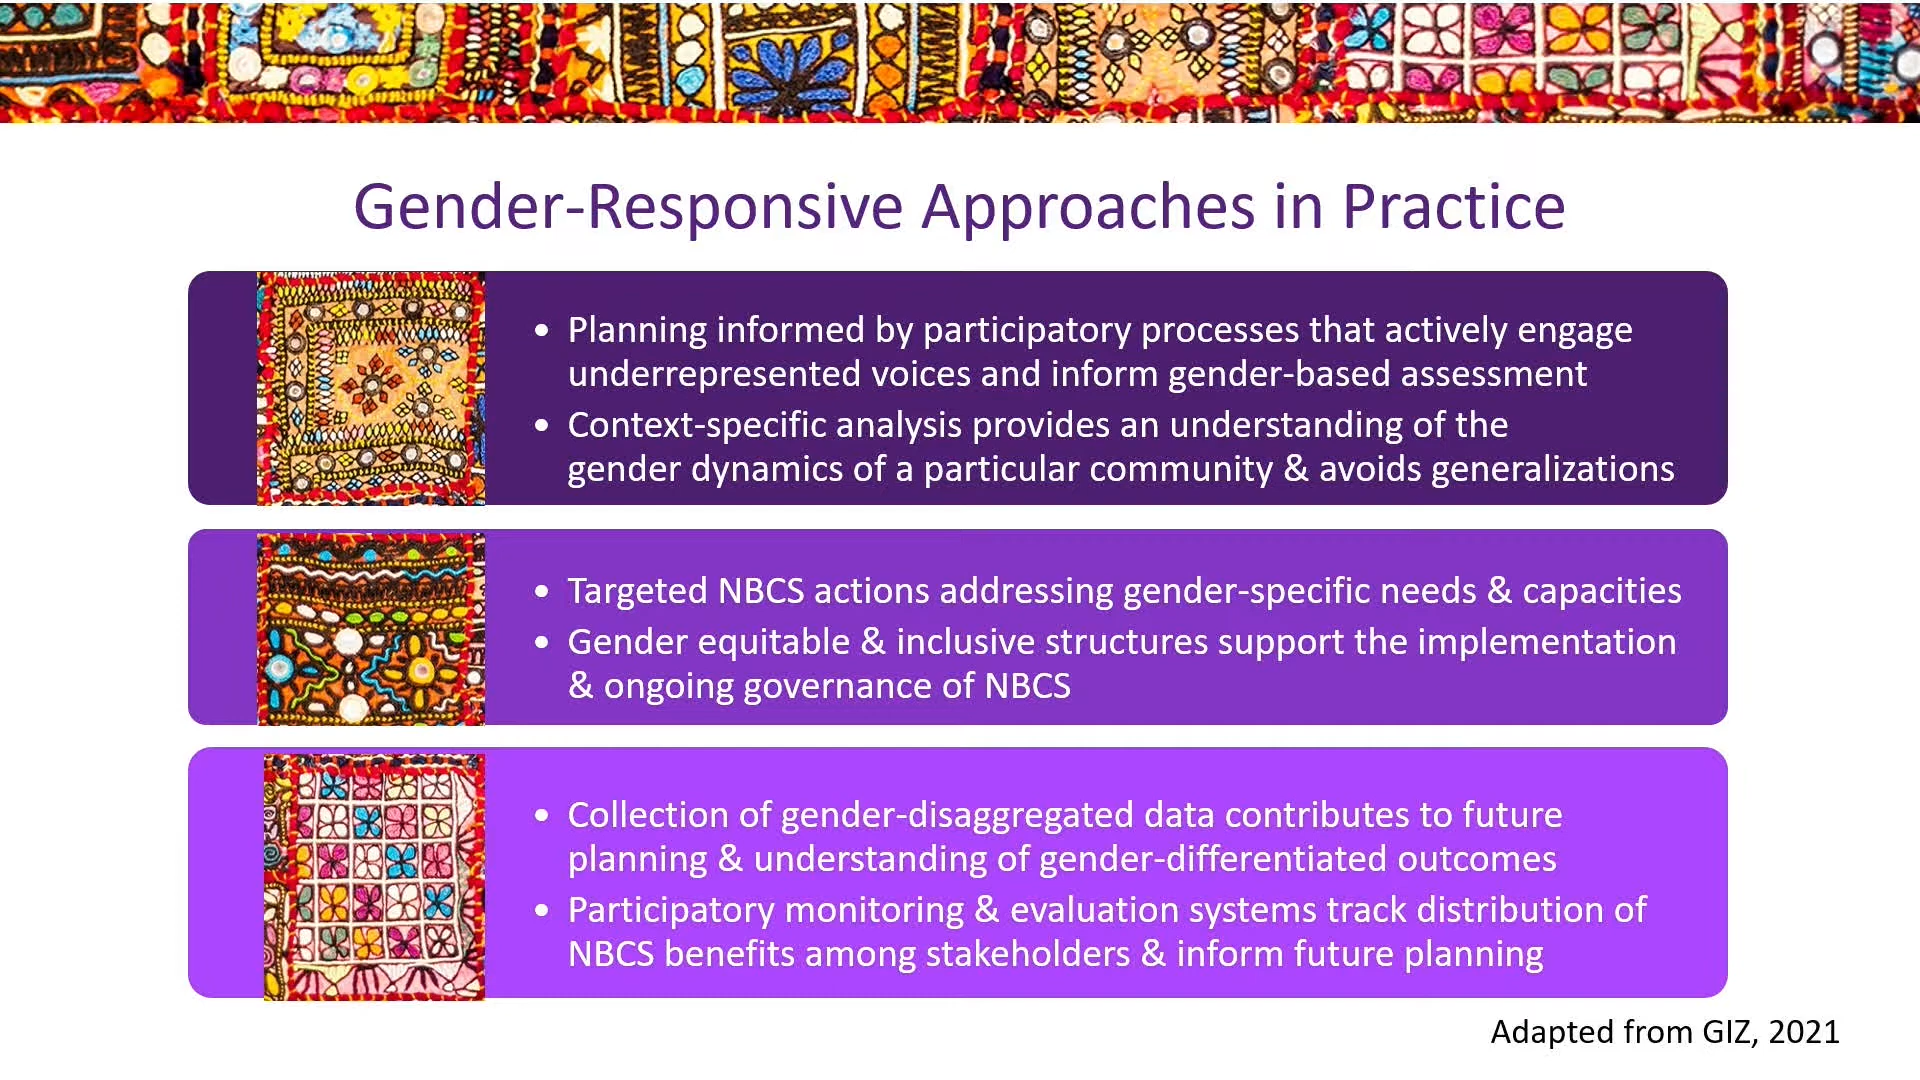 Gender-Responsive Approaches in Practice
• Planning informed by participatory processes that actively engage
underrepresented voices and inform gender-based assessment
• Context-specific analysis provides an understanding of the
gender dynamics of a particular community & avoids generalizations
• Targeted NBCS actions addressing gender-specific needs & capacities
• Gender equitable & inclusive structures support the implementation
& ongoing governance of NBCS
• Collection of gender-disaggregated data contributes to future
planning & understanding of gender-differentiated outcomes
• Participatory monitoring & evaluation systems track distribution of
NBCS benefits among stakeholders & inform future planning
Adapted from GIZ, 2021